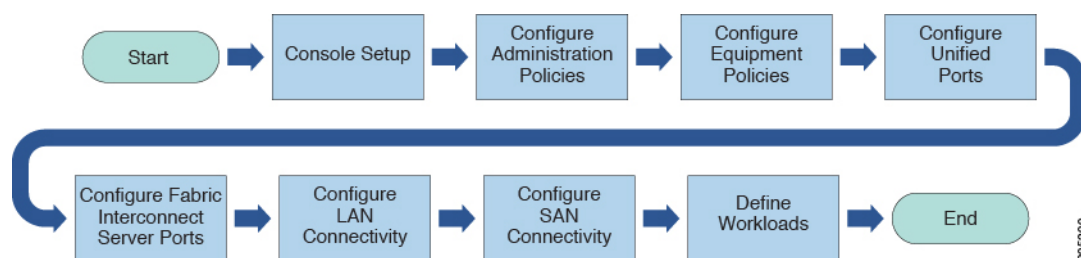 Start
Console Setup
Configure
Administration
Policies
Configure
Equipment
Policies
Configure
Unified
Ports
Configure Fabric
Interconnect
Server Ports
Configure
LAN
Connectivity
Configure
SAN
Connectivity
Define
Workloads
End